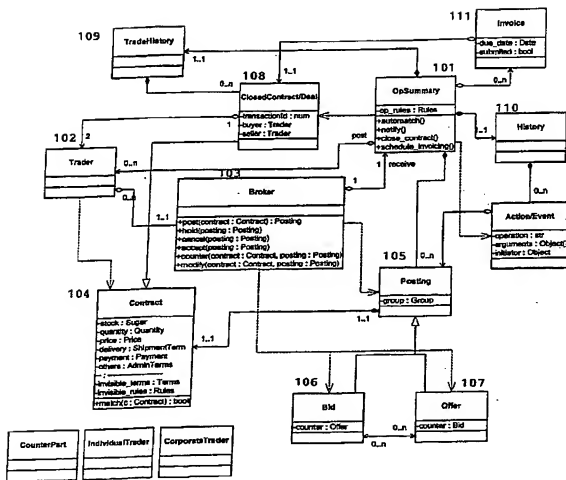 111
Invoice
-due_date : Date
-submitted : bool
109
TradeHistory
1..1
1..1
0..n
101
OpSummary
-op_rules : Rules
+automatch()
+notify()
+close_contract()
+schedule_invoicing()
0..n
108
ClosedContract/Deal
-transactionId : num
-buyer : Trader
-seller : Trader
0..n
110
History
1..1
102
2
1
post
Trader
0..n
103
1
receive
0..n
Broker
+post(contract : Contract) : Posting
+hold(posting : Posting)
+cancel(posting : Posting)
+accept(posting : Posting)
+counter(contract : Contract, posting : Posting)
+modify(contract : Contract, posting : Posting)
0..n
1..1
Action/Event
-operation : str
-arguments : Object()
-initiator : Object
105
0..n
Posting
-group : Group
104
Contract
-stock : Sugar
-quantity : Quantity
-price : Price
-delivery : ShipmentTerm
-payment : Payment
-others : AdminTerms
-invisible_terms : Terms
-invisible_rules : Rules
+match(c : Contract) : bool
1..1
1..1
106
Bid
-counter : Offer
0..n
0..n
107
Offer
-counter : Bid
CounterPart
IndividualTrader
CorporateTrader